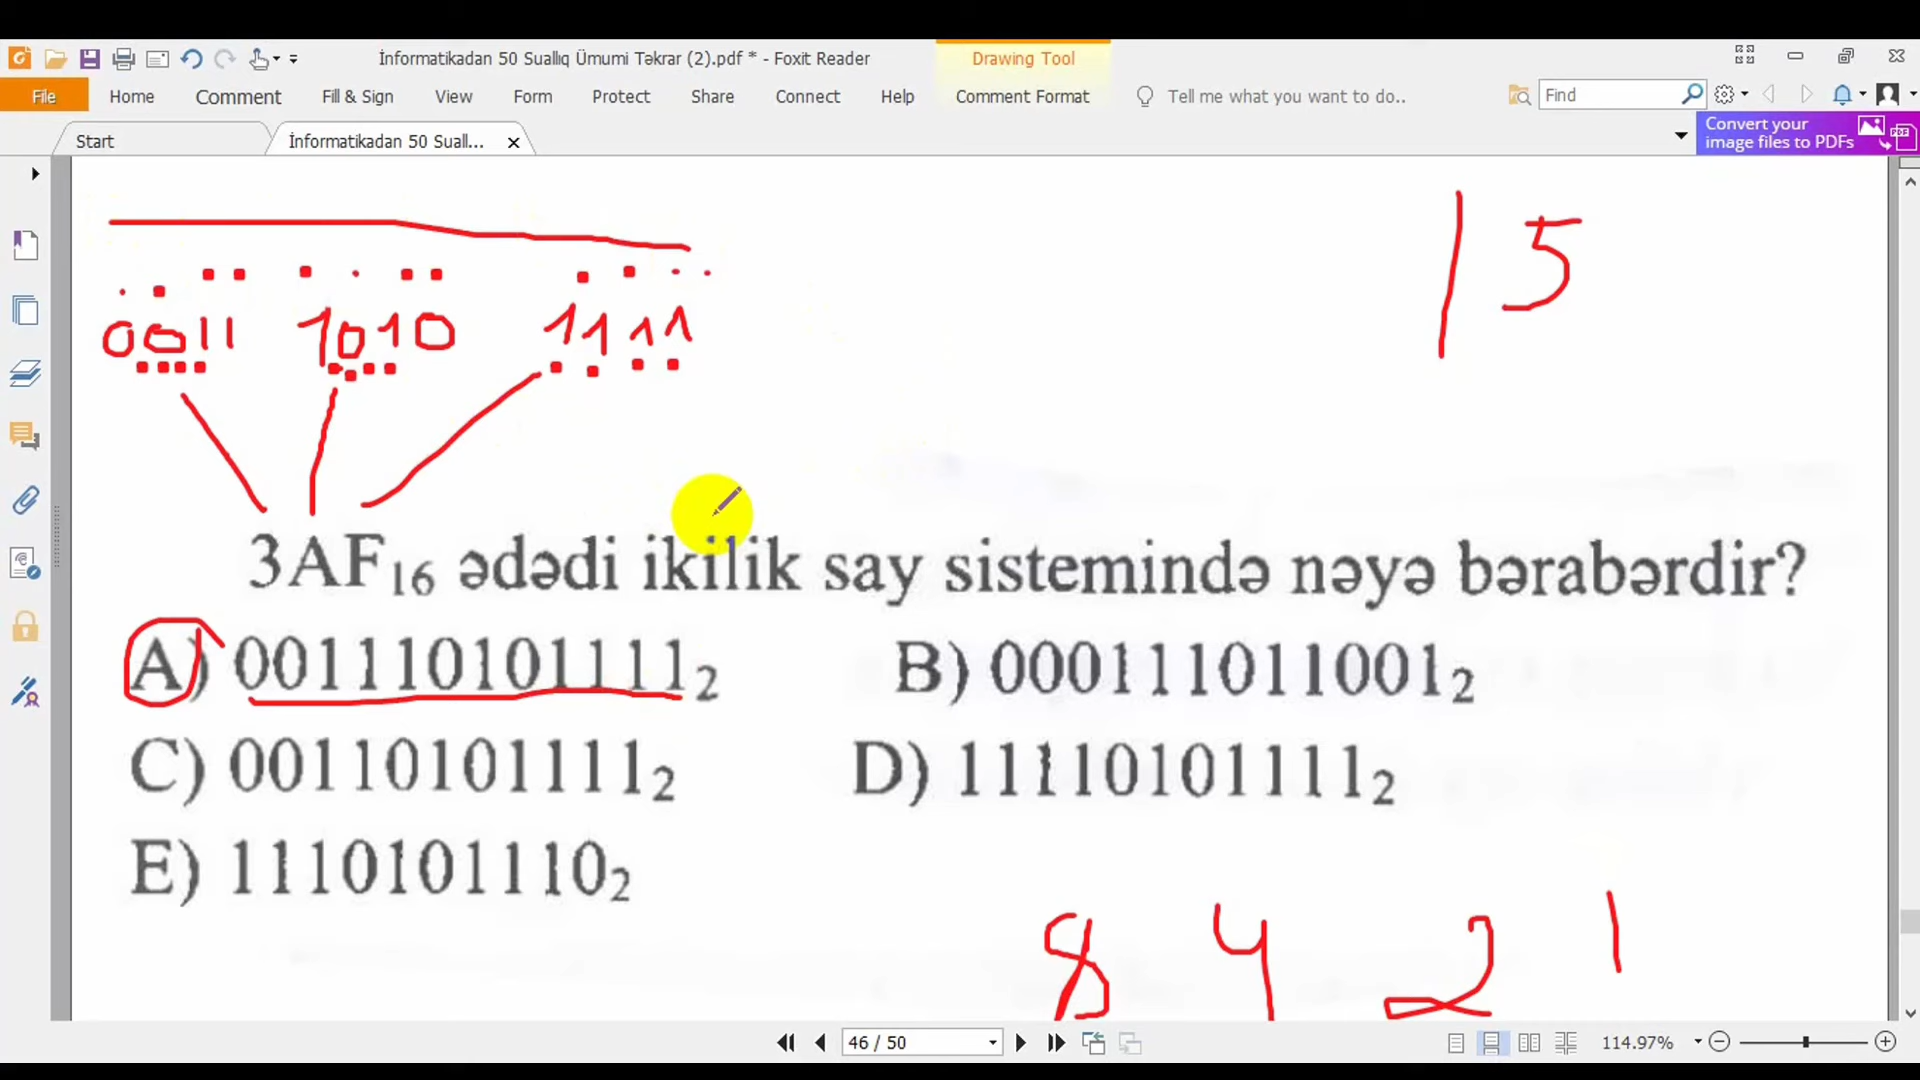 İnformatikadan 50 Suallıq Ümumi Təkrar (2).pdf * - Foxit Reader
Drawing Tool
File Home Comment Fill & Sign View Form Protect Share Connect Help Comment Format Tell me what you want to do.. Find
Start İnformatikadan 50 Suall...
Convert your
image files to PDFs
15
0011 1010 1111
3AF16 ədədi ikilik say sistemində nəyə bərabərdir?
A) 001110101111₂ B) 000111011001₂
C) 00110101111₂ D) 11110101111₂
E) 1110101110₂
8 4 2 1
46 / 50
114.97%